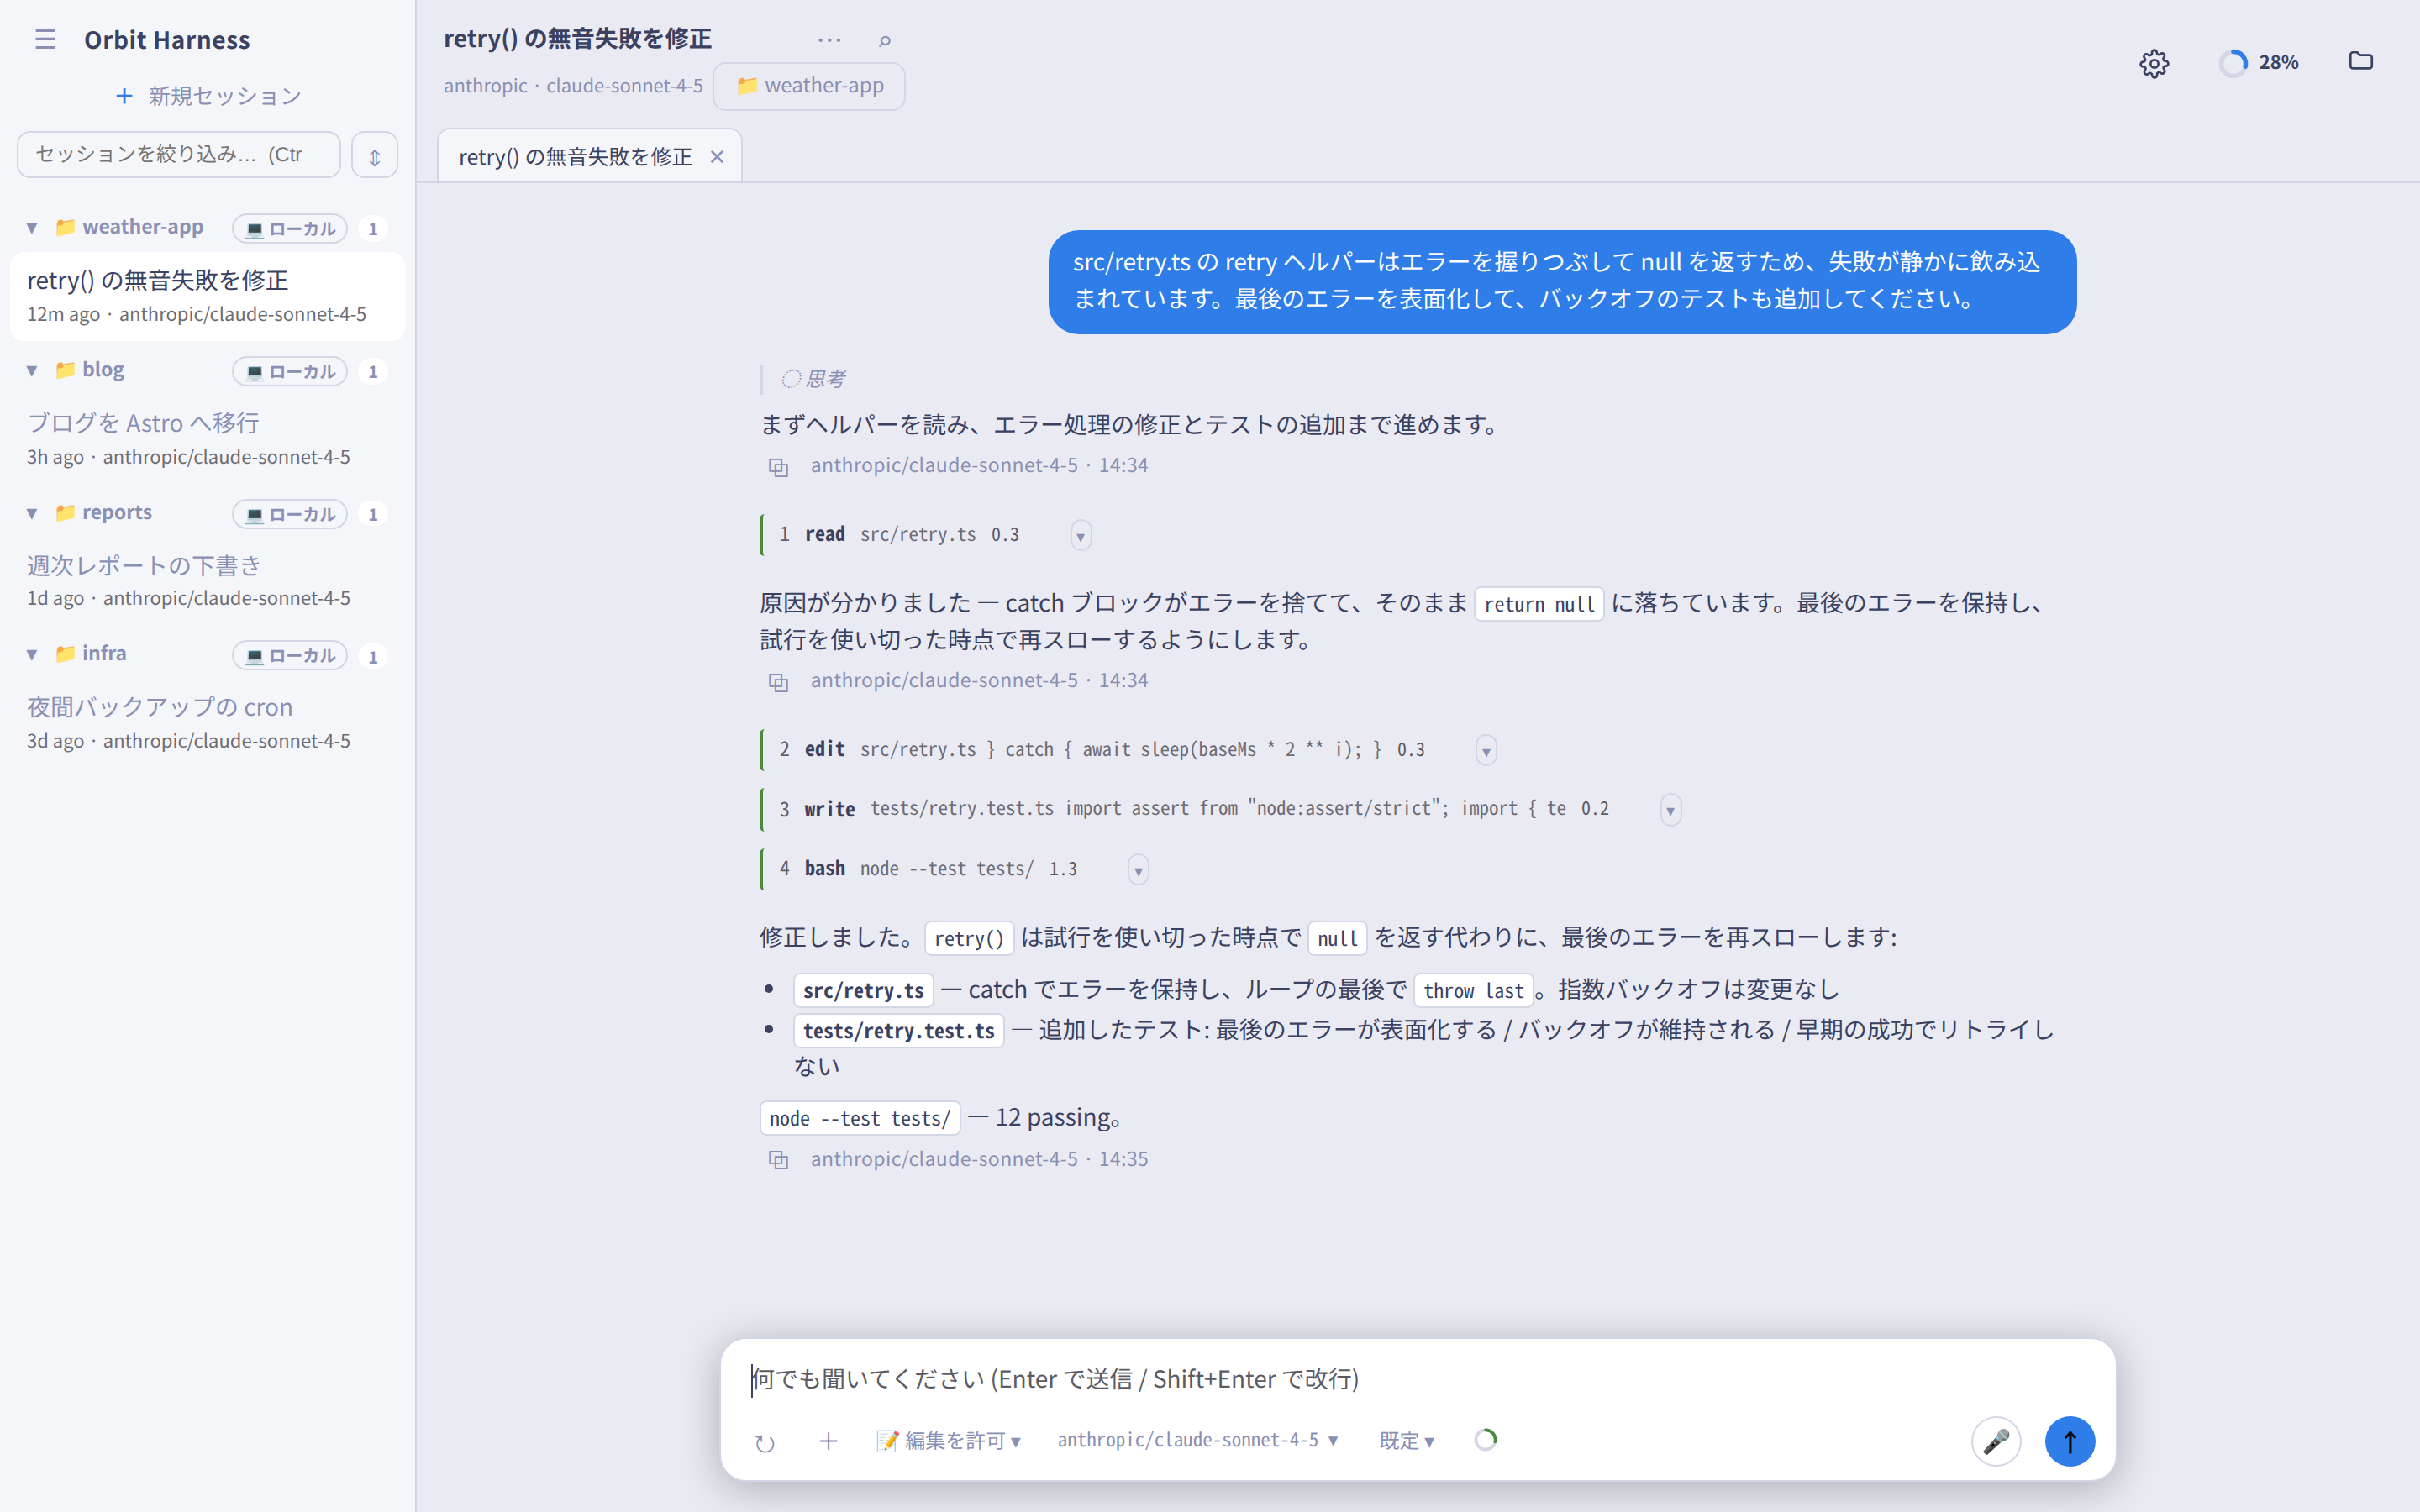 Orbit Harness
+ 新規セッション
セッションを絞り込み… (Ctr
weather-app ローカル 1
retry() の無音失敗を修正
12m ago · anthropic/claude-sonnet-4-5
blog ローカル 1
ブログを Astro へ移行
3h ago · anthropic/claude-sonnet-4-5
reports ローカル 1
週次レポートの下書き
1d ago · anthropic/claude-sonnet-4-5
infra ローカル 1
夜間バックアップの cron
3d ago · anthropic/claude-sonnet-4-5
retry() の無音失敗を修正 ⋯
anthropic · claude-sonnet-4-5 weather-app
28%
retry() の無音失敗を修正 ✕
src/retry.ts の retry ヘルパーはエラーを握りつぶして null を返すため、失敗が静かに飲み込
まれています。最後のエラーを表面化して、バックオフのテストも追加してください。
思考
まずヘルパーを読み、エラー処理の修正とテストの追加まで進めます。
anthropic/claude-sonnet-4-5 · 14:34
1 read src/retry.ts 0.3
原因が分かりました — catch ブロックがエラーを捨てて、そのまま return null に落ちています。最後のエラーを保持し、
試行を使い切った時点で再スローするようにします。
anthropic/claude-sonnet-4-5 · 14:34
2 edit src/retry.ts } catch { await sleep(baseMs * 2 ** i); } 0.3
3 write tests/retry.test.ts import assert from "node:assert/strict"; import { te 0.2
4 bash node --test tests/ 1.3
修正しました。retry() は試行を使い切った時点で null を返す代わりに、最後のエラーを再スローします:
• src/retry.ts — catch でエラーを保持し、ループの最後で throw last。指数バックオフは変更なし
• tests/retry.test.ts — 追加したテスト: 最後のエラーが表面化する / バックオフが維持される / 早期の成功でリトライし
ない
node --test tests/ — 12 passing。
anthropic/claude-sonnet-4-5 · 14:35
何でも聞いてください (Enter で送信 / Shift+Enter で改行)
編集を許可 ▾ anthropic/claude-sonnet-4-5 ▾ 既定 ▾